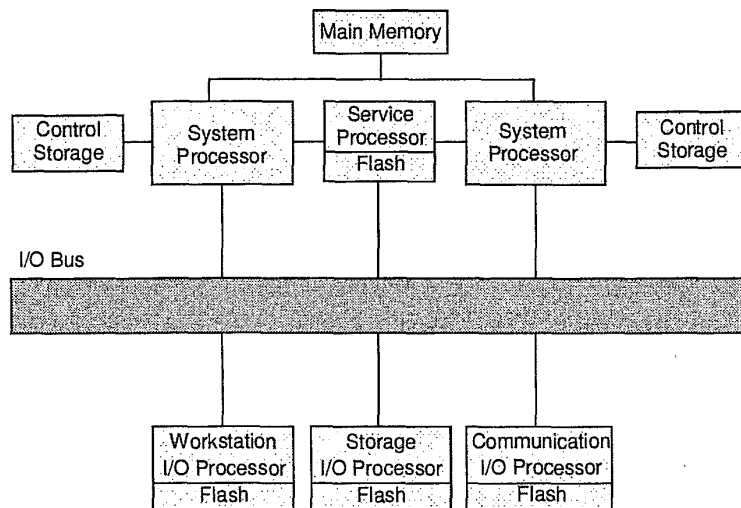 Main Memory
Control
Storage
System
Processor
Service
Processor
Flash
System
Processor
Control
Storage
I/O Bus
Workstation
I/O Processor
Flash
Storage
I/O Processor
Flash
Communication
I/O Processor
Flash